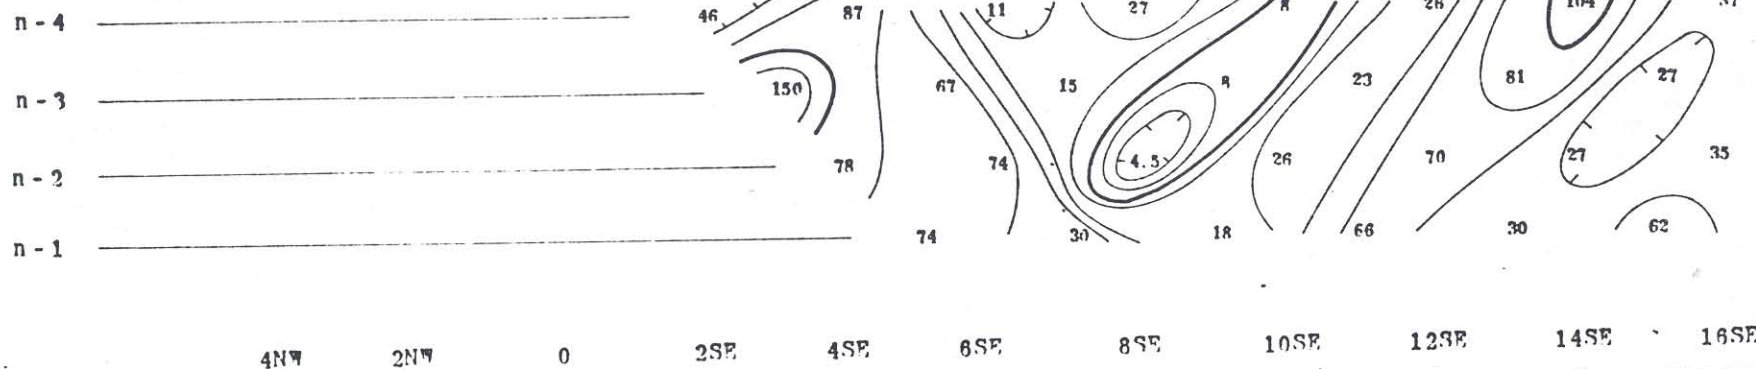 n - 4 46 87 11 27 8 26 104 37
n - 3 150 67 15 8 23 81 27
n - 2 78 74 4.5 26 70 27 35
n - 1 74 30 18 66 30 62
4NW 2NW 0 2SE 4SE 6SE 8SE 10SE 12SE 14SE 16SE